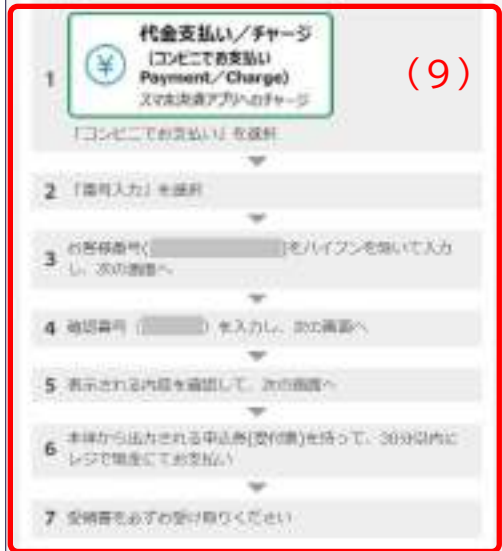 代金支払い／チャージ
(コンビニでお支払い
Payment／Charge)
スマホ決済アプリへのチャージ
(9)
1
「コンビニでお支払い」を選択
2 「番号入力」を選択
3 お客様番号( )をハイフンを除いて入力
し、次の画面へ
4 確認番号( )を入力し、次の画面へ
5 表示される内容を確認して、次の画面へ
6 本体から出力される申込券(受付票)を持って、30分以内に
レジで現金にてお支払い
7 受領書を必ずお受け取りください